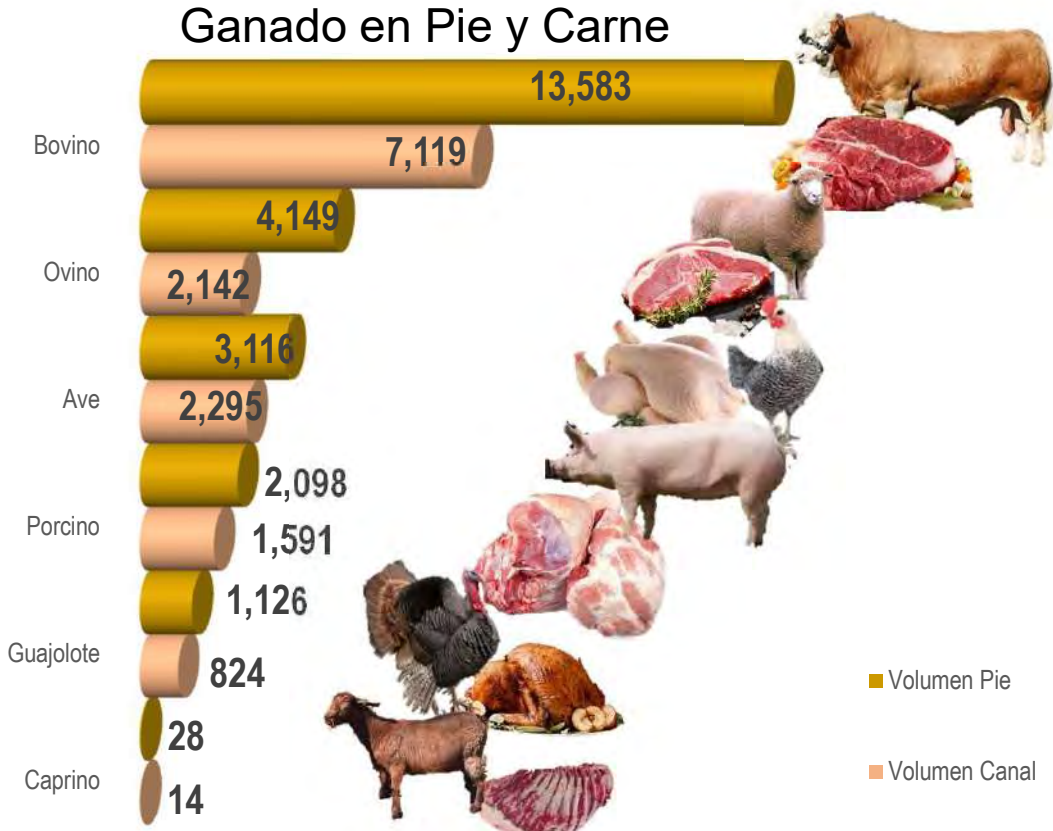 Ganado en Pie y Carne
13,583
Bovino
7,119
4,149
Ovino
2,142
3,116
Ave
2,295
2,098
Porcino
1,591
1,126
Guajolote
824
28
Caprino
14
Volumen Pie
Volumen Canal